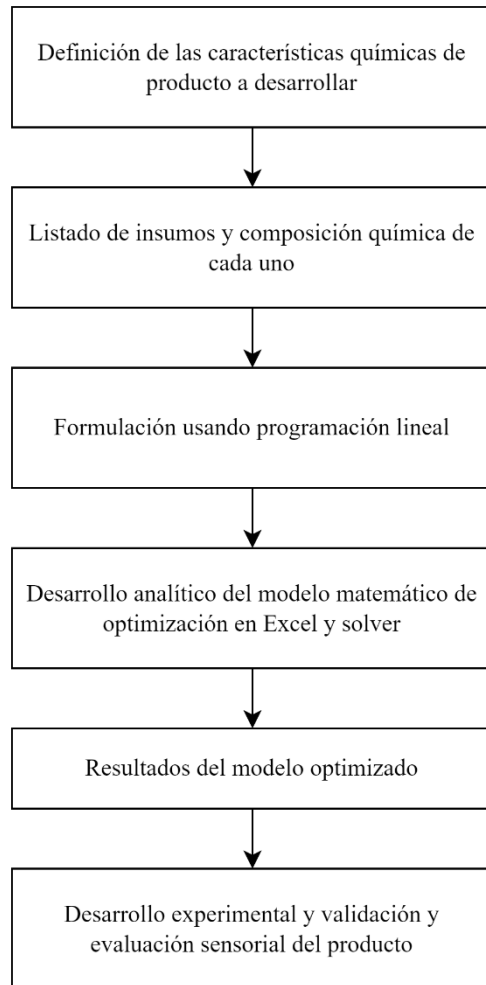 Definición de las características químicas de
producto a desarrollar
Listado de insumos y composición química de
cada uno
Formulación usando programación lineal
Desarrollo analítico del modelo matemático de
optimización en Excel y solver
Resultados del modelo optimizado
Desarrollo experimental y validación y
evaluación sensorial del producto